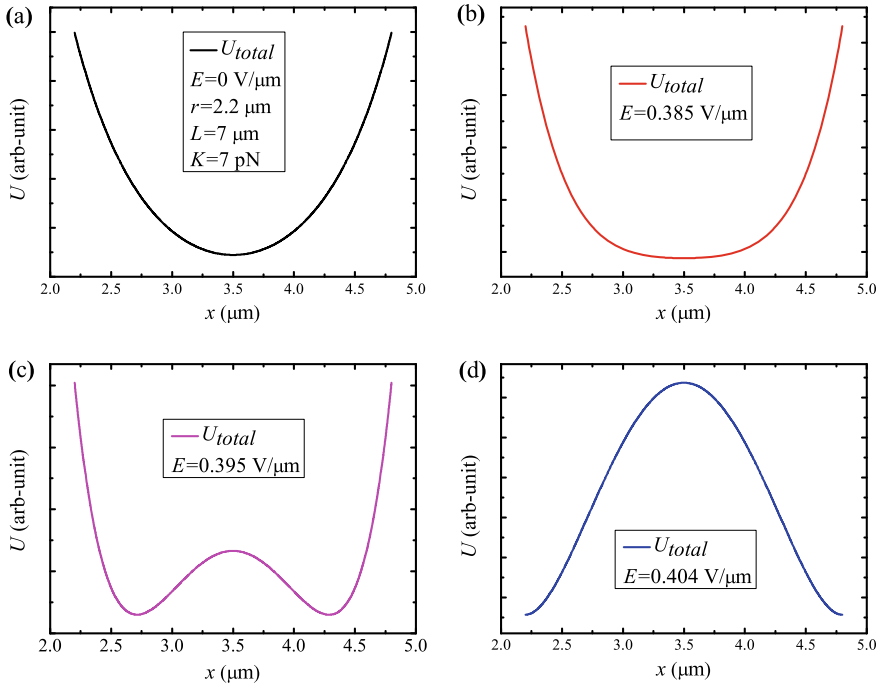 (a)
U_total
E=0 V/μm
r=2.2 μm
L=7 μm
K=7 pN
U (arb-unit)
2.0 2.5 3.0 3.5 4.0 4.5 5.0
x (μm)
(b)
U_total
E=0.385 V/μm
U (arb-unit)
2.0 2.5 3.0 3.5 4.0 4.5 5.0
x (μm)
(c)
U_total
E=0.395 V/μm
U (arb-unit)
2.0 2.5 3.0 3.5 4.0 4.5 5.0
x (μm)
(d)
U_total
E=0.404 V/μm
U (arb-unit)
2.0 2.5 3.0 3.5 4.0 4.5 5.0
x (μm)